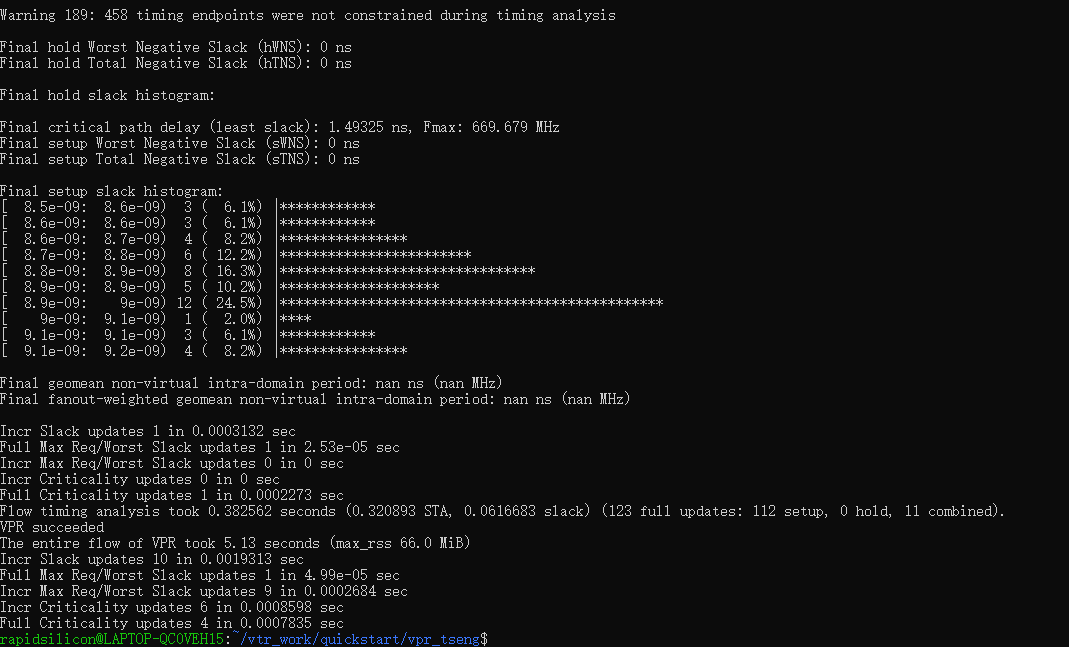 Warning 189: 458 timing endpoints were not constrained during timing analysis
Final hold Worst Negative Slack (hWNS): 0 ns
Final hold Total Negative Slack (hTNS): 0 ns
Final hold slack histogram:
Final critical path delay (least slack): 1.49325 ns, Fmax: 669.679 MHz
Final setup Worst Negative Slack (sWNS): 0 ns
Final setup Total Negative Slack (sTNS): 0 ns
Final setup slack histogram:
[  8.5e-09:  8.6e-09)  3 (  6.1%) |************
[  8.6e-09:  8.6e-09)  3 (  6.1%) |************
[  8.6e-09:  8.7e-09)  4 (  8.2%) |****************
[  8.7e-09:  8.8e-09)  6 ( 12.2%) |************************
[  8.8e-09:  8.9e-09)  8 ( 16.3%) |********************************
[  8.9e-09:  8.9e-09)  5 ( 10.2%) |********************
[  8.9e-09:    9e-09) 12 ( 24.5%) |************************************************
[    9e-09:  9.1e-09)  1 (  2.0%) |****
[  9.1e-09:  9.1e-09)  3 (  6.1%) |************
[  9.1e-09:  9.2e-09)  4 (  8.2%) |****************
Final geomean non-virtual intra-domain period: nan ns (nan MHz)
Final fanout-weighted geomean non-virtual intra-domain period: nan ns (nan MHz)
Incr Slack updates 1 in 0.0003132 sec
Full Max Req/Worst Slack updates 1 in 2.53e-05 sec
Incr Max Req/Worst Slack updates 0 in 0 sec
Incr Criticality updates 0 in 0 sec
Full Criticality updates 1 in 0.0002273 sec
Flow timing analysis took 0.382562 seconds (0.320893 STA, 0.0616683 slack) (123 full updates: 112 setup, 0 hold, 11 combined).
VPR succeeded
The entire flow of VPR took 5.13 seconds (max_rss 66.0 MiB)
Incr Slack updates 10 in 0.0019313 sec
Full Max Req/Worst Slack updates 1 in 4.99e-05 sec
Incr Max Req/Worst Slack updates 9 in 0.0002684 sec
Incr Criticality updates 6 in 0.0008598 sec
Full Criticality updates 4 in 0.0007835 sec
rapidsilicon@LAPTOP-QC0VEH15:~/vtr_work/quickstart/vpr_tseng$